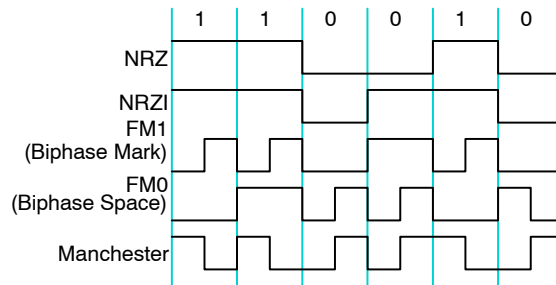 1 1 0 0 1 0
NRZ
NRZI
FM1
(Biphase Mark)
FM0
(Biphase Space)
Manchester